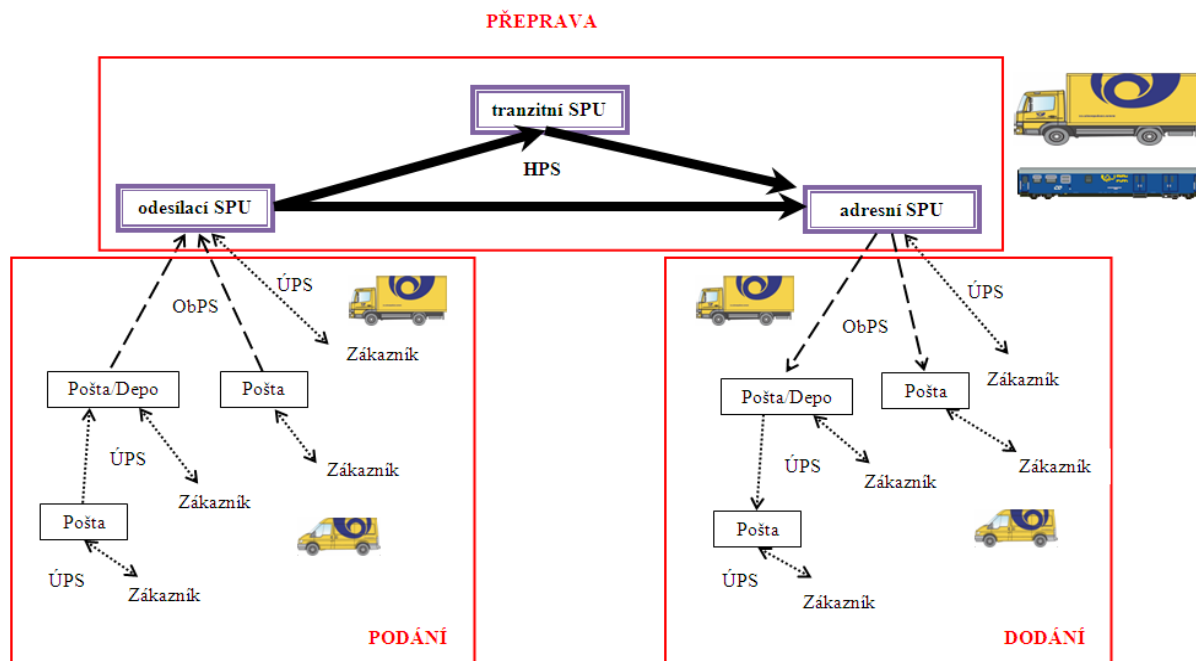 PŘEPRAVA
tranzitní SPU
HPS
odesílací SPU
adresní SPU
ÚPS
ObPS
Zákazník
Pošta/Depo
Pošta
ÚPS
Zákazník
Zákazník
Pošta
ÚPS
Zákazník
PODÁNÍ
ÚPS
ObPS
Zákazník
Pošta/Depo
Pošta
ÚPS
Zákazník
Zákazník
Pošta
ÚPS
Zákazník
DODÁNÍ